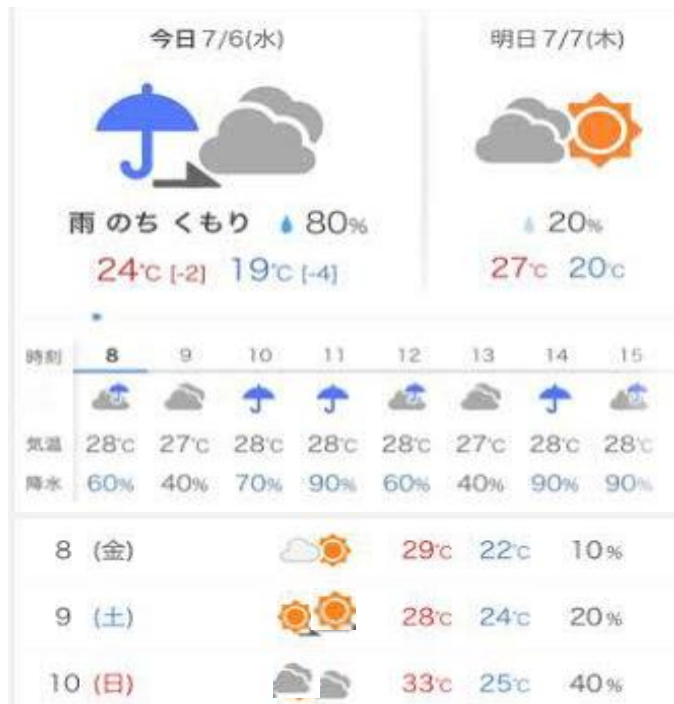 今日 7/6(水) 明日 7/7(木)
雨 のち くもり 80% 20%
24℃ [-2] 19℃ [-4] 27℃ 20℃
時刻 8 9 10 11 12 13 14 15
気温 28℃ 27℃ 28℃ 28℃ 28℃ 27℃ 28℃ 28℃
降水 60% 40% 70% 90% 60% 40% 90% 90%
8 (金) 29℃ 22℃ 10%
9 (土) 28℃ 24℃ 20%
10 (日) 33℃ 25℃ 40%